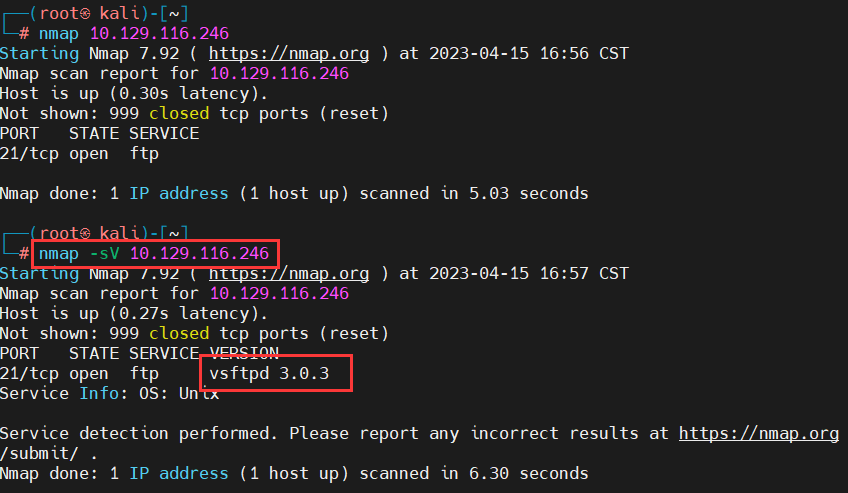 ┌──(root㉿ kali)-[~]
└─# nmap 10.129.116.246
Starting Nmap 7.92 ( https://nmap.org ) at 2023-04-15 16:56 CST
Nmap scan report for 10.129.116.246
Host is up (0.30s latency).
Not shown: 999 closed tcp ports (reset)
PORT   STATE SERVICE
21/tcp open  ftp

Nmap done: 1 IP address (1 host up) scanned in 5.03 seconds

┌──(root㉿ kali)-[~]
└─# nmap -sV 10.129.116.246
Starting Nmap 7.92 ( https://nmap.org ) at 2023-04-15 16:57 CST
Nmap scan report for 10.129.116.246
Host is up (0.27s latency).
Not shown: 999 closed tcp ports (reset)
PORT   STATE SERVICE VERSION
21/tcp open  ftp     vsftpd 3.0.3
Service Info: OS: Unix

Service detection performed. Please report any incorrect results at https://nmap.org
/submit/ .
Nmap done: 1 IP address (1 host up) scanned in 6.30 seconds